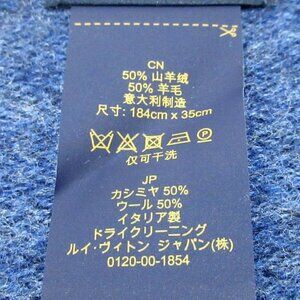 CN
50% 山羊绒
50% 羊毛
意大利制造
尺寸: 184cm x 35cm
仅可干洗
JP
カシミヤ 50%
ウール 50%
イタリア製
ドライクリーニング
ルイ・ヴィトン ジャパン(株)
0120-00-1854